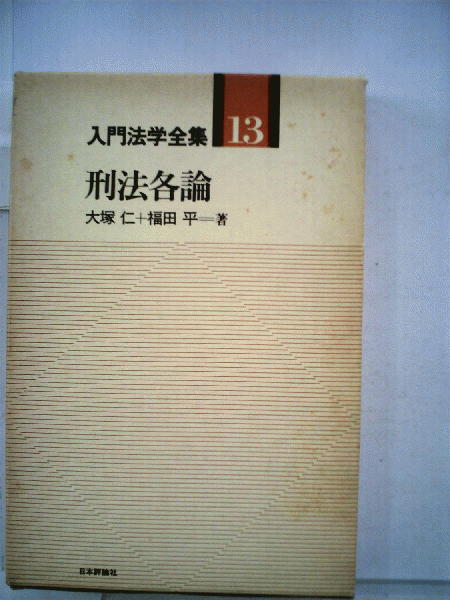 入門法学全集 13
刑法各論
大塚 仁+福田 平=著
日本評論社